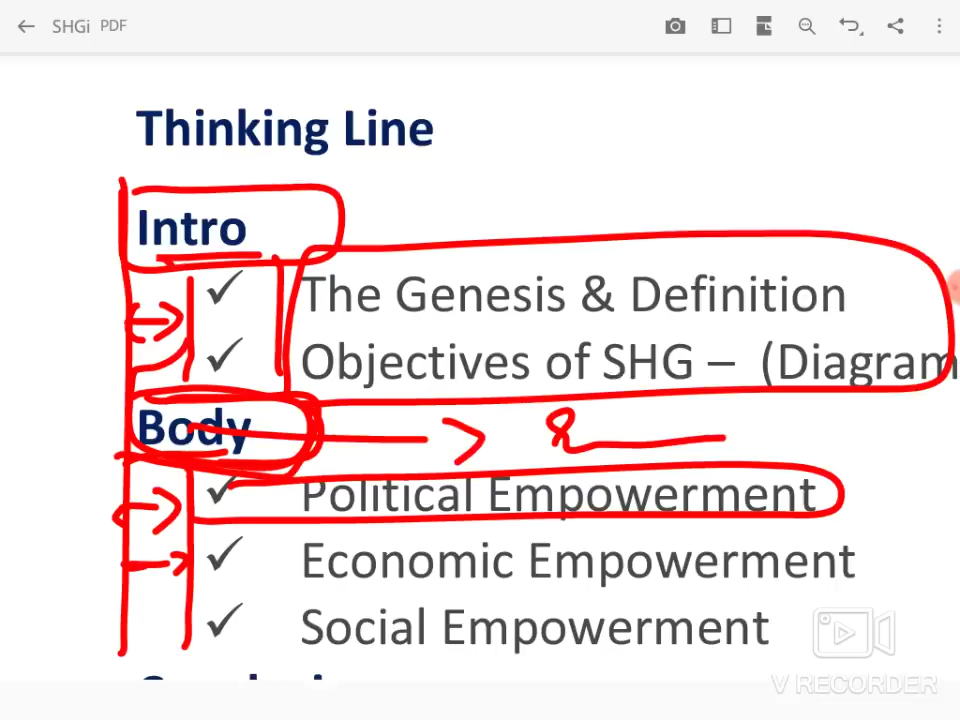 SHGi PDF
Thinking Line
Intro
✓ The Genesis & Definition
✓ Objectives of SHG – (Diagram
Body
✓ Political Empowerment
✓ Economic Empowerment
✓ Social Empowerment
V RECORDER